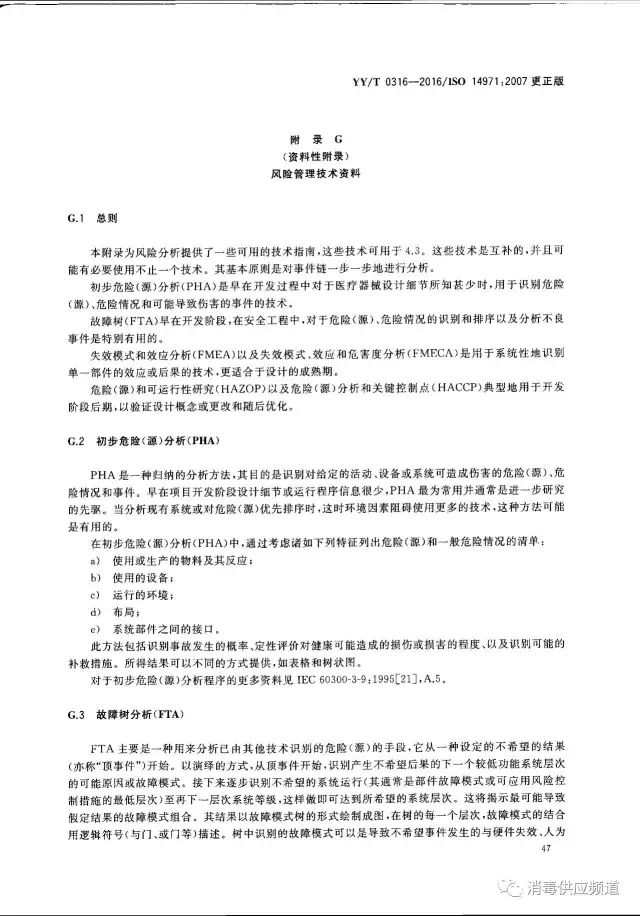 YY/T 0316—2016/ISO 14971:2007 更正版
附 录 G
(资料性附录)
风险管理技术资料
G.1 总则
本附录为风险分析提供了一些可用的技术指南,这些技术可用于 4.3。这些技术是互补的,并且可
能有必要使用不止一个技术。其基本原则是对事件链一步一步地进行分析。
初步危险(源)分析(PHA)是早在开发过程中对于医疗器械设计细节所知甚少时,用于识别危险
(源)、危险情况和可能导致伤害的事件的技术。
故障树(FTA)早在开发阶段,在安全工程中,对于危险(源)、危险情况的识别和排序以及分析不良
事件是特别有用的。
失效模式和效应分析(FMEA)以及失效模式、效应和危害度分析(FMECA)是用于系统性地识别
单一部件的效应或后果的技术,更适合于设计的成熟期。
危险(源)和可运行性研究(HAZOP)以及危险(源)分析和关键控制点(HACCP)典型地用于开发
阶段后期,以验证设计概念或更改和随后优化。
G.2 初步危险(源)分析(PHA)
PHA 是一种归纳的分析方法,其目的是识别对给定的活动、设备或系统可造成伤害的危险(源)、危
险情况和事件。早在项目开发阶段设计细节或运行程序信息很少,PHA 最为常用并通常是进一步研究
的先驱。当分析现有系统或对危险(源)优先排序时,这时环境因素阻碍使用更多的技术,这种方法可能
是有用的。
在初步危险(源)分析(PHA)中,通过考虑诸如下列特征列出危险(源)和一般危险情况的清单:
a) 使用或生产的物料及其反应;
b) 使用的设备;
c) 运行的环境;
d) 布局;
e) 系统部件之间的接口。
此方法包括识别事故发生的概率、定性评价对健康可能造成的损伤或损害的程度、以及识别可能的
补救措施。所得结果可以不同的方式提供,如表格和树状图。
对于初步危险(源)分析程序的更多资料见 IEC 60300-3-9:1995[21],A.5。
G.3 故障树分析(FTA)
FTA 主要是一种用来分析已由其他技术识别的危险(源)的手段,它从一种设定的不希望的结果
(亦称“顶事件”)开始。以演绎的方式,从顶事件开始,识别产生不希望后果的下一个较低功能系统层次
的可能原因或故障模式。接下来逐步识别不希望的系统运行(其通常是部件故障模式或可应用风险控
制措施的最低层次)至再下一层次系统等级,这样做即可达到所希望的系统层次。这将揭示最可能导致
假定结果的故障模式组合。其结果以故障模式树的形式绘制成图,在树的每一个层次,故障模式的结合
用逻辑符号(与门、或门等)描述。树中识别的故障模式可以是导致不希望事件发生的与硬件失效、人为
47
消毒供应频道